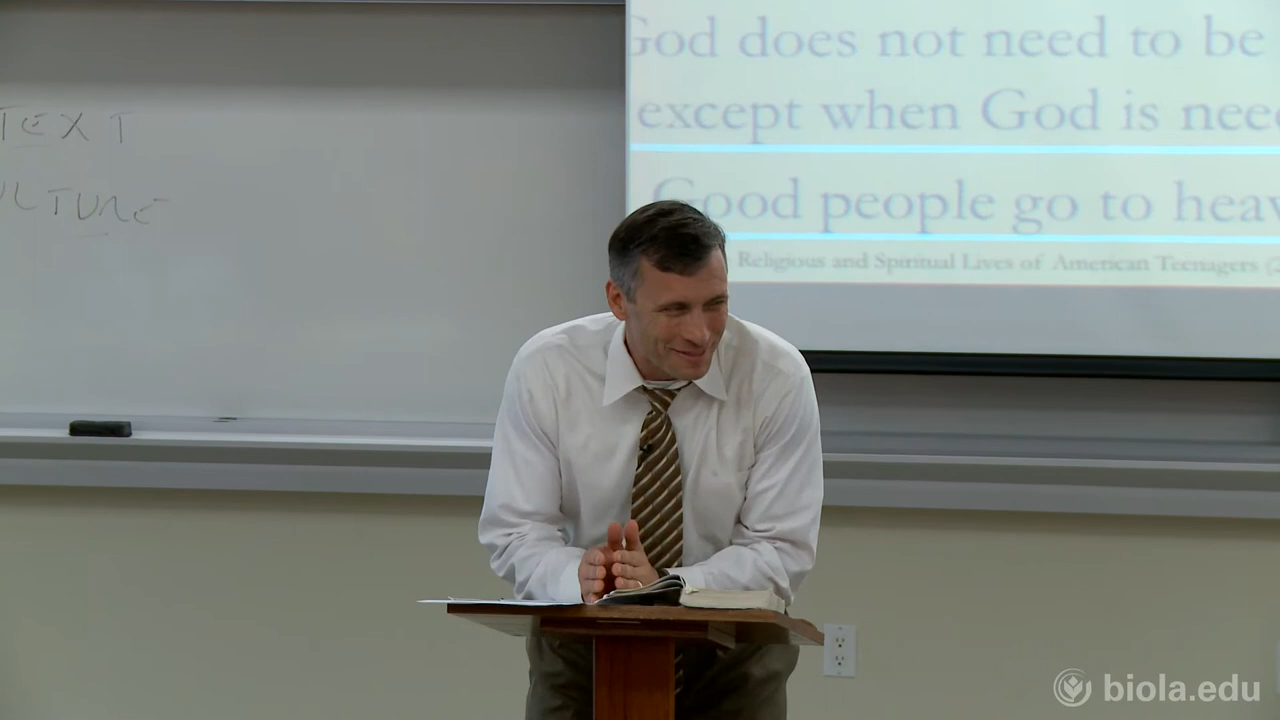 TEXT
ULTURE
God does not need to be
except when God is nee
Good people go to heav
Religious and Spiritual Lives of American Teenagers (2
biola.edu